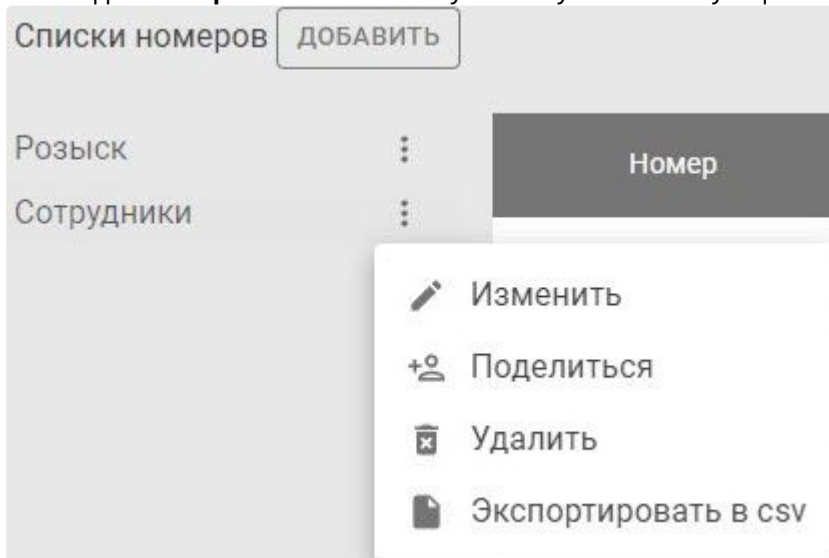 Списки номеров ДОБАВИТЬ
Розыск
Номер
Сотрудники
Изменить
Поделиться
Удалить
Экспортировать в csv